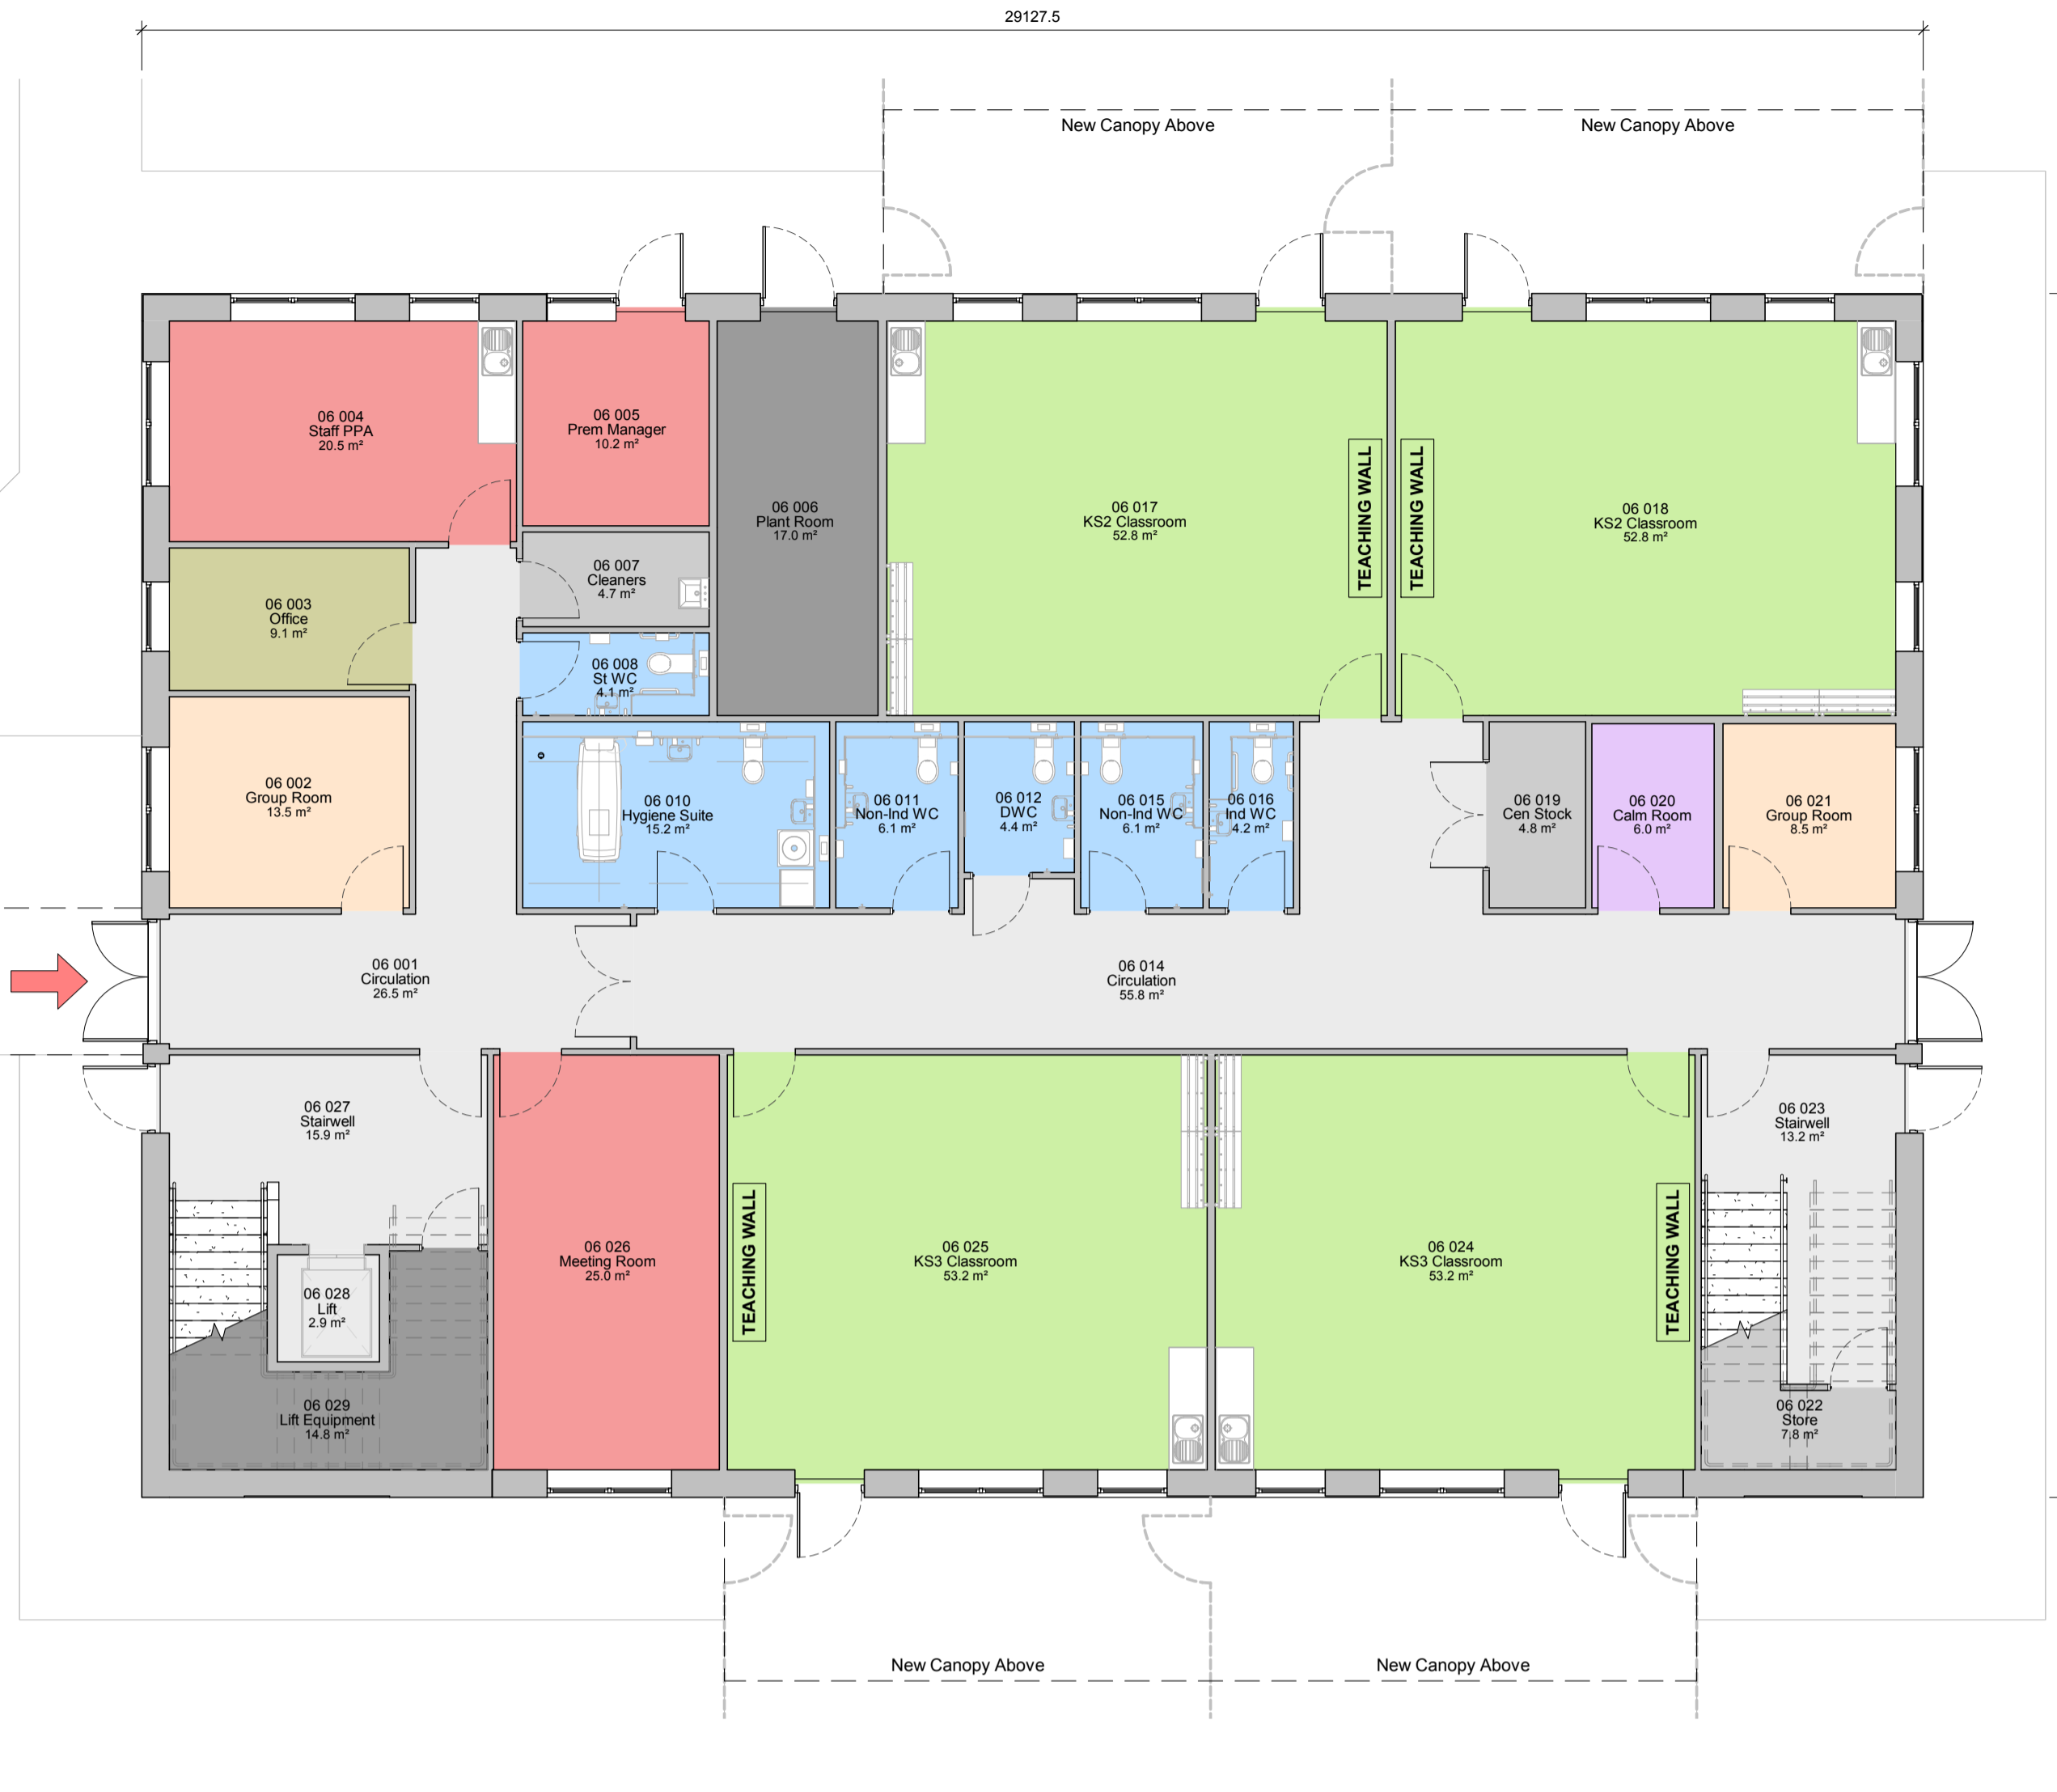 29127.5
New Canopy Above
New Canopy Above
06 004
Staff PPA
20.5 m²
06 005
Prem Manager
10.2 m²
06 006
Plant Room
17.0 m²
06 017
KS2 Classroom
52.8 m²
TEACHING WALL
TEACHING WALL
06 018
KS2 Classroom
52.8 m²
06 007
Cleaners
4.7 m²
06 003
Office
9.1 m²
06 008
St WC
4.1 m²
06 002
Group Room
13.5 m²
06 010
Hygiene Suite
15.2 m²
06 011
Non-Ind WC
6.1 m²
06 012
DWC
4.4 m²
06 015
Non-Ind WC
6.1 m²
06 016
Ind WC
4.2 m²
06 019
Cen Stock
4.8 m²
06 020
Calm Room
6.0 m²
06 021
Group Room
8.5 m²
06 001
Circulation
26.5 m²
06 014
Circulation
55.8 m²
06 027
Stairwell
15.9 m²
06 023
Stairwell
13.2 m²
06 026
Meeting Room
25.0 m²
TEACHING WALL
06 025
KS3 Classroom
53.2 m²
06 024
KS3 Classroom
53.2 m²
TEACHING WALL
06 028
Lift
2.9 m²
06 029
Lift Equipment
14.8 m²
06 022
Store
7.8 m²
New Canopy Above
New Canopy Above